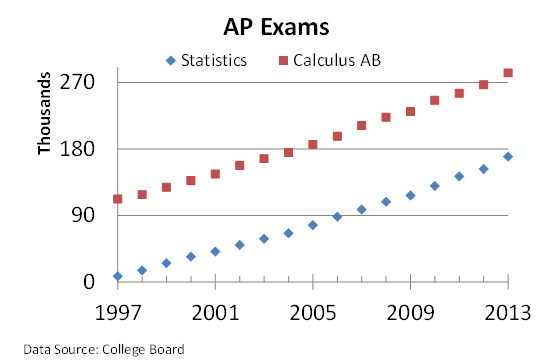 AP Exams
Statistics Calculus AB
Thousands
270
180
90
0
1997 2001 2005 2009 2013
Data Source: College Board